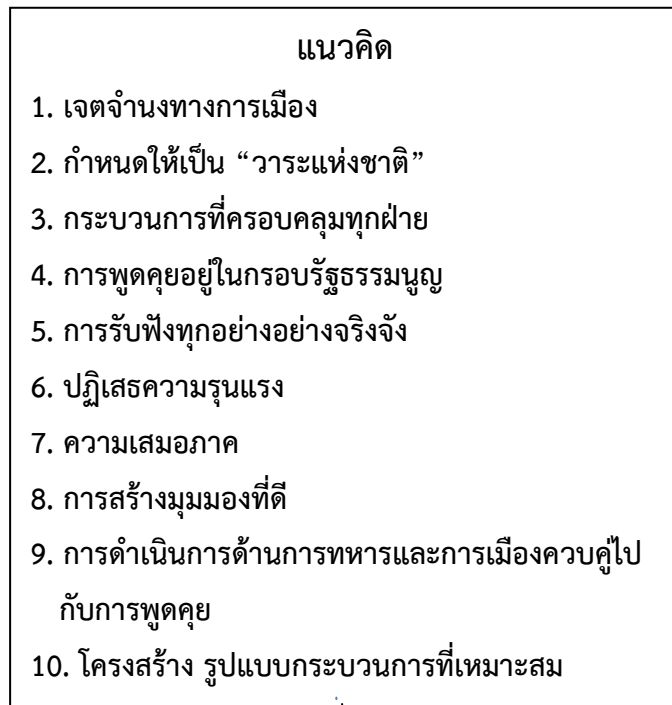 แนวคิด
1. เจตจำนงทางการเมือง
2. กำหนดให้เป็น “วาระแห่งชาติ”
3. กระบวนการที่ครอบคลุมทุกฝ่าย
4. การพูดคุยอยู่ในกรอบรัฐธรรมนูญ
5. การรับฟังทุกอย่างอย่างจริงจัง
6. ปฏิเสธความรุนแรง
7. ความเสมอภาค
8. การสร้างมุมมองที่ดี
9. การดำเนินการด้านการทหารและการเมืองควบคู่ไป
กับการพูดคุย
10. โครงสร้าง รูปแบบกระบวนการที่เหมาะสม